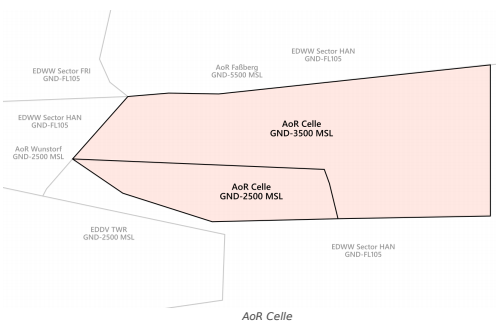 EDWW Sector HAN
GND-FL105
AoR Faßberg
GND-5500 MSL
EDWW Sector FRI
GND-FL105
EDWW Sector HAN
GND-FL105
AoR Celle
GND-3500 MSL
AoR Wunstorf
GND-2500 MSL
AoR Celle
GND-2500 MSL
EDDV TWR
GND-2500 MSL
EDWW Sector HAN
GND-FL105
AoR Celle